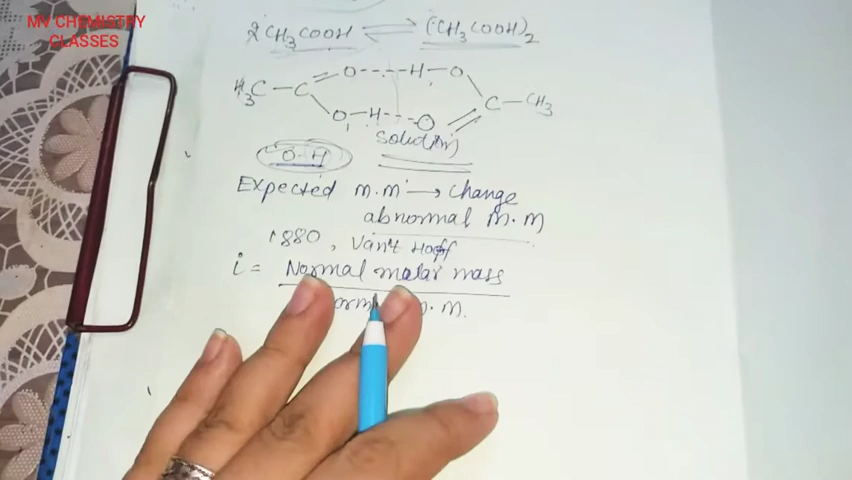 MV CHEMISTRY
CLASSES
2CH3COOH ⇌ (CH3COOH)2
H3C — C = O --- H — O
C — CH3
O — H --- O
Solution
O-H
Expected m.m → change
abnormal m.m
1880, Van't Hoff
i = Normal molar mass
m.